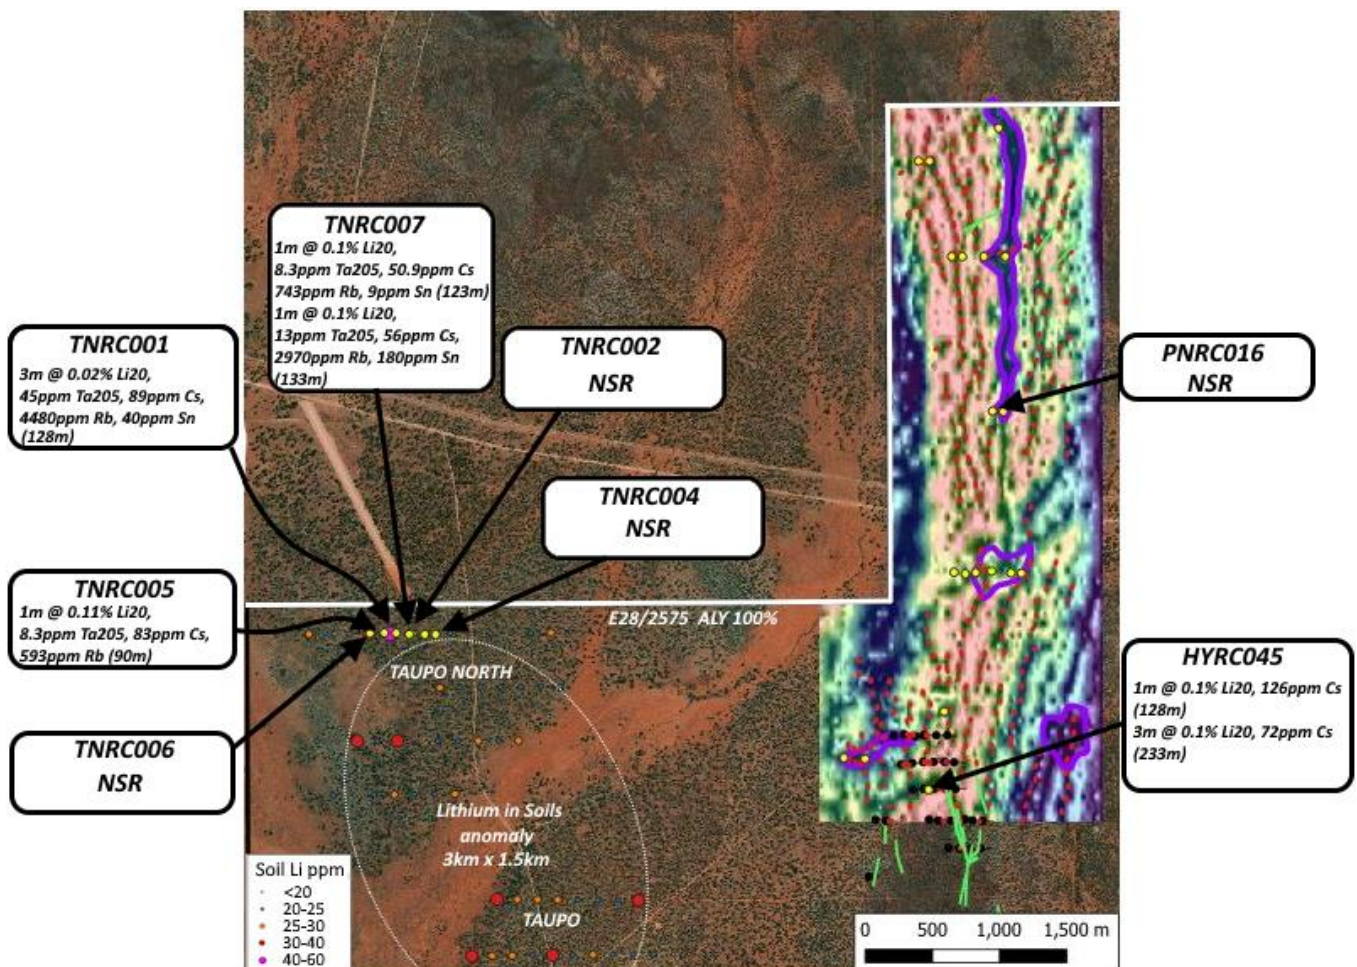 TNRC007
1m @ 0.1% Li20,
8.3ppm Ta205, 50.9ppm Cs
743ppm Rb, 9ppm Sn (123m)
1m @ 0.1% Li20,
13ppm Ta205, 56ppm Cs,
2970ppm Rb, 180ppm Sn
(133m)
TNRC001
3m @ 0.02% Li20,
45ppm Ta205, 89ppm Cs,
4480ppm Rb, 40ppm Sn
(128m)
TNRC002
NSR
PNRC016
NSR
TNRC004
NSR
TNRC005
1m @ 0.11% Li20,
8.3ppm Ta205, 83ppm Cs,
593ppm Rb (90m)
E28/2575 ALY 100%
TAUPO NORTH
HYRC045
1m @ 0.1% Li20, 126ppm Cs
(128m)
3m @ 0.1% Li20, 72ppm Cs
(233m)
TNRC006
NSR
Lithium in Soils
anomaly
3km x 1.5km
TAUPO
Soil Li ppm
<20
20-25
25-30
30-40
40-60
0 500 1,000 1,500 m